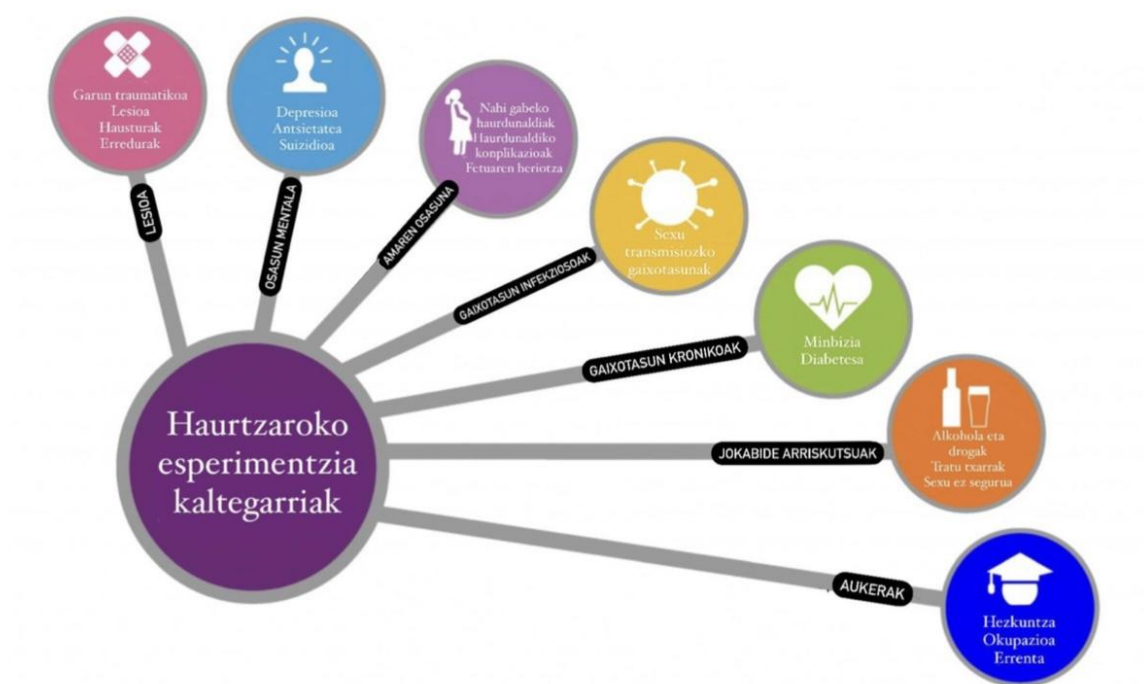 Garun traumatikoa
Lesioa
Hausturak
Erredurak
LESIOA
Depresioa
Antsietatea
Suizidioa
OSASUN MENTALA
Nahi gabeko
haurdunaldiak
Haurdunaldiko
konplikazioak
Fetuaren heriotza
AMAREN OSASUNA
Sexu
transmisiozko
gaixotasunak
GAIXOTASUN INFEKZIOSOAK
Minbizia
Diabetesa
GAIXOTASUN KRONIKOAK
Alkohola eta
drogak
Tratu txarrak
Sexu ez segurua
JOKABIDE ARRISKUTSUAK
Hezkuntza
Okupazioa
Errenta
AUKERAK
Haurtzaroko
esperimentzia
kaltegarriak